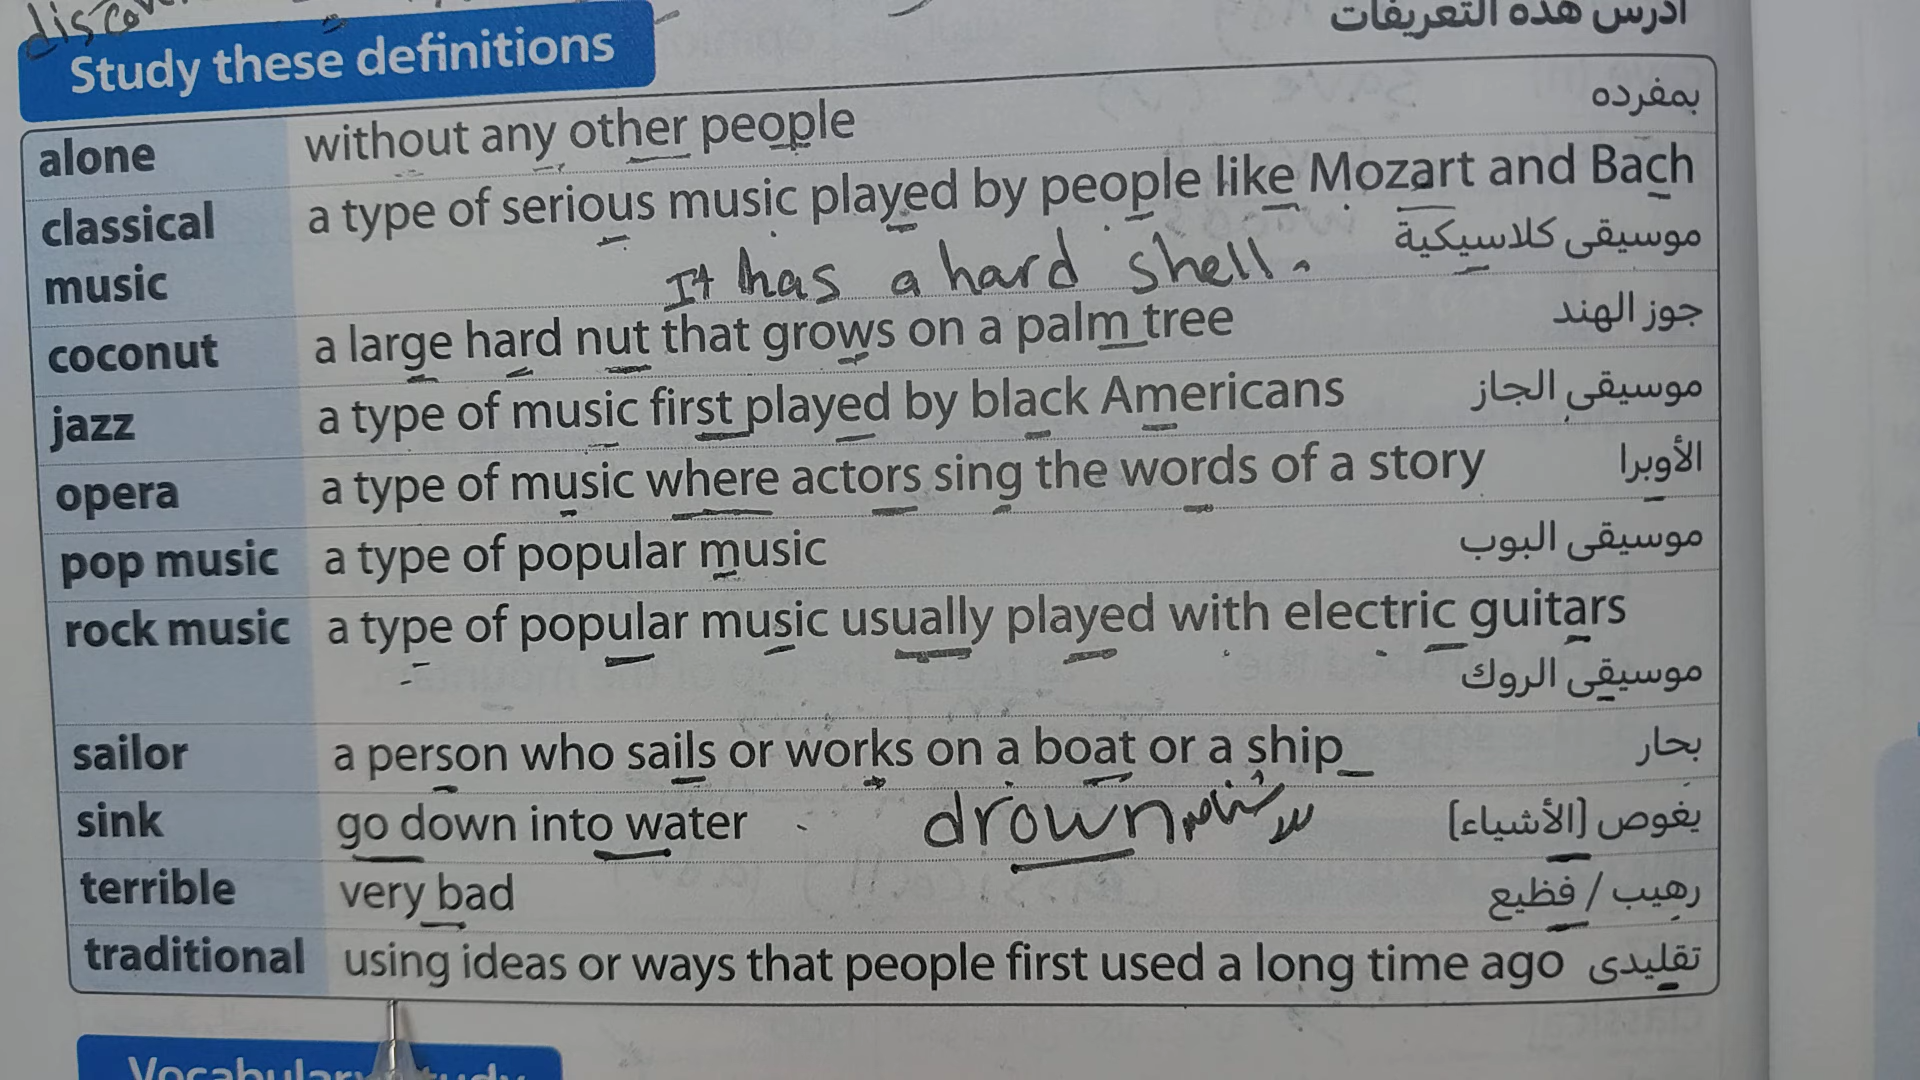 ادرس هذه التعريفات
Study these definitions
alone without any other people بمفرده
classical music a type of serious music played by people like Mozart and Bach
موسيقى كلاسيكية
It has a hard shell.
coconut a large hard nut that grows on a palm tree جوز الهند
jazz a type of music first played by black Americans موسيقى الجاز
opera a type of music where actors sing the words of a story الأوبرا
pop music a type of popular music موسيقى البوب
rock music a type of popular music usually played with electric guitars
موسيقى الروك
sailor a person who sails or works on a boat or a ship بحار
sink go down into water drown يغوص [الأشياء]
terrible very bad رهيب / فظيع
traditional using ideas or ways that people first used a long time ago تقليدى
Vocabulary Study